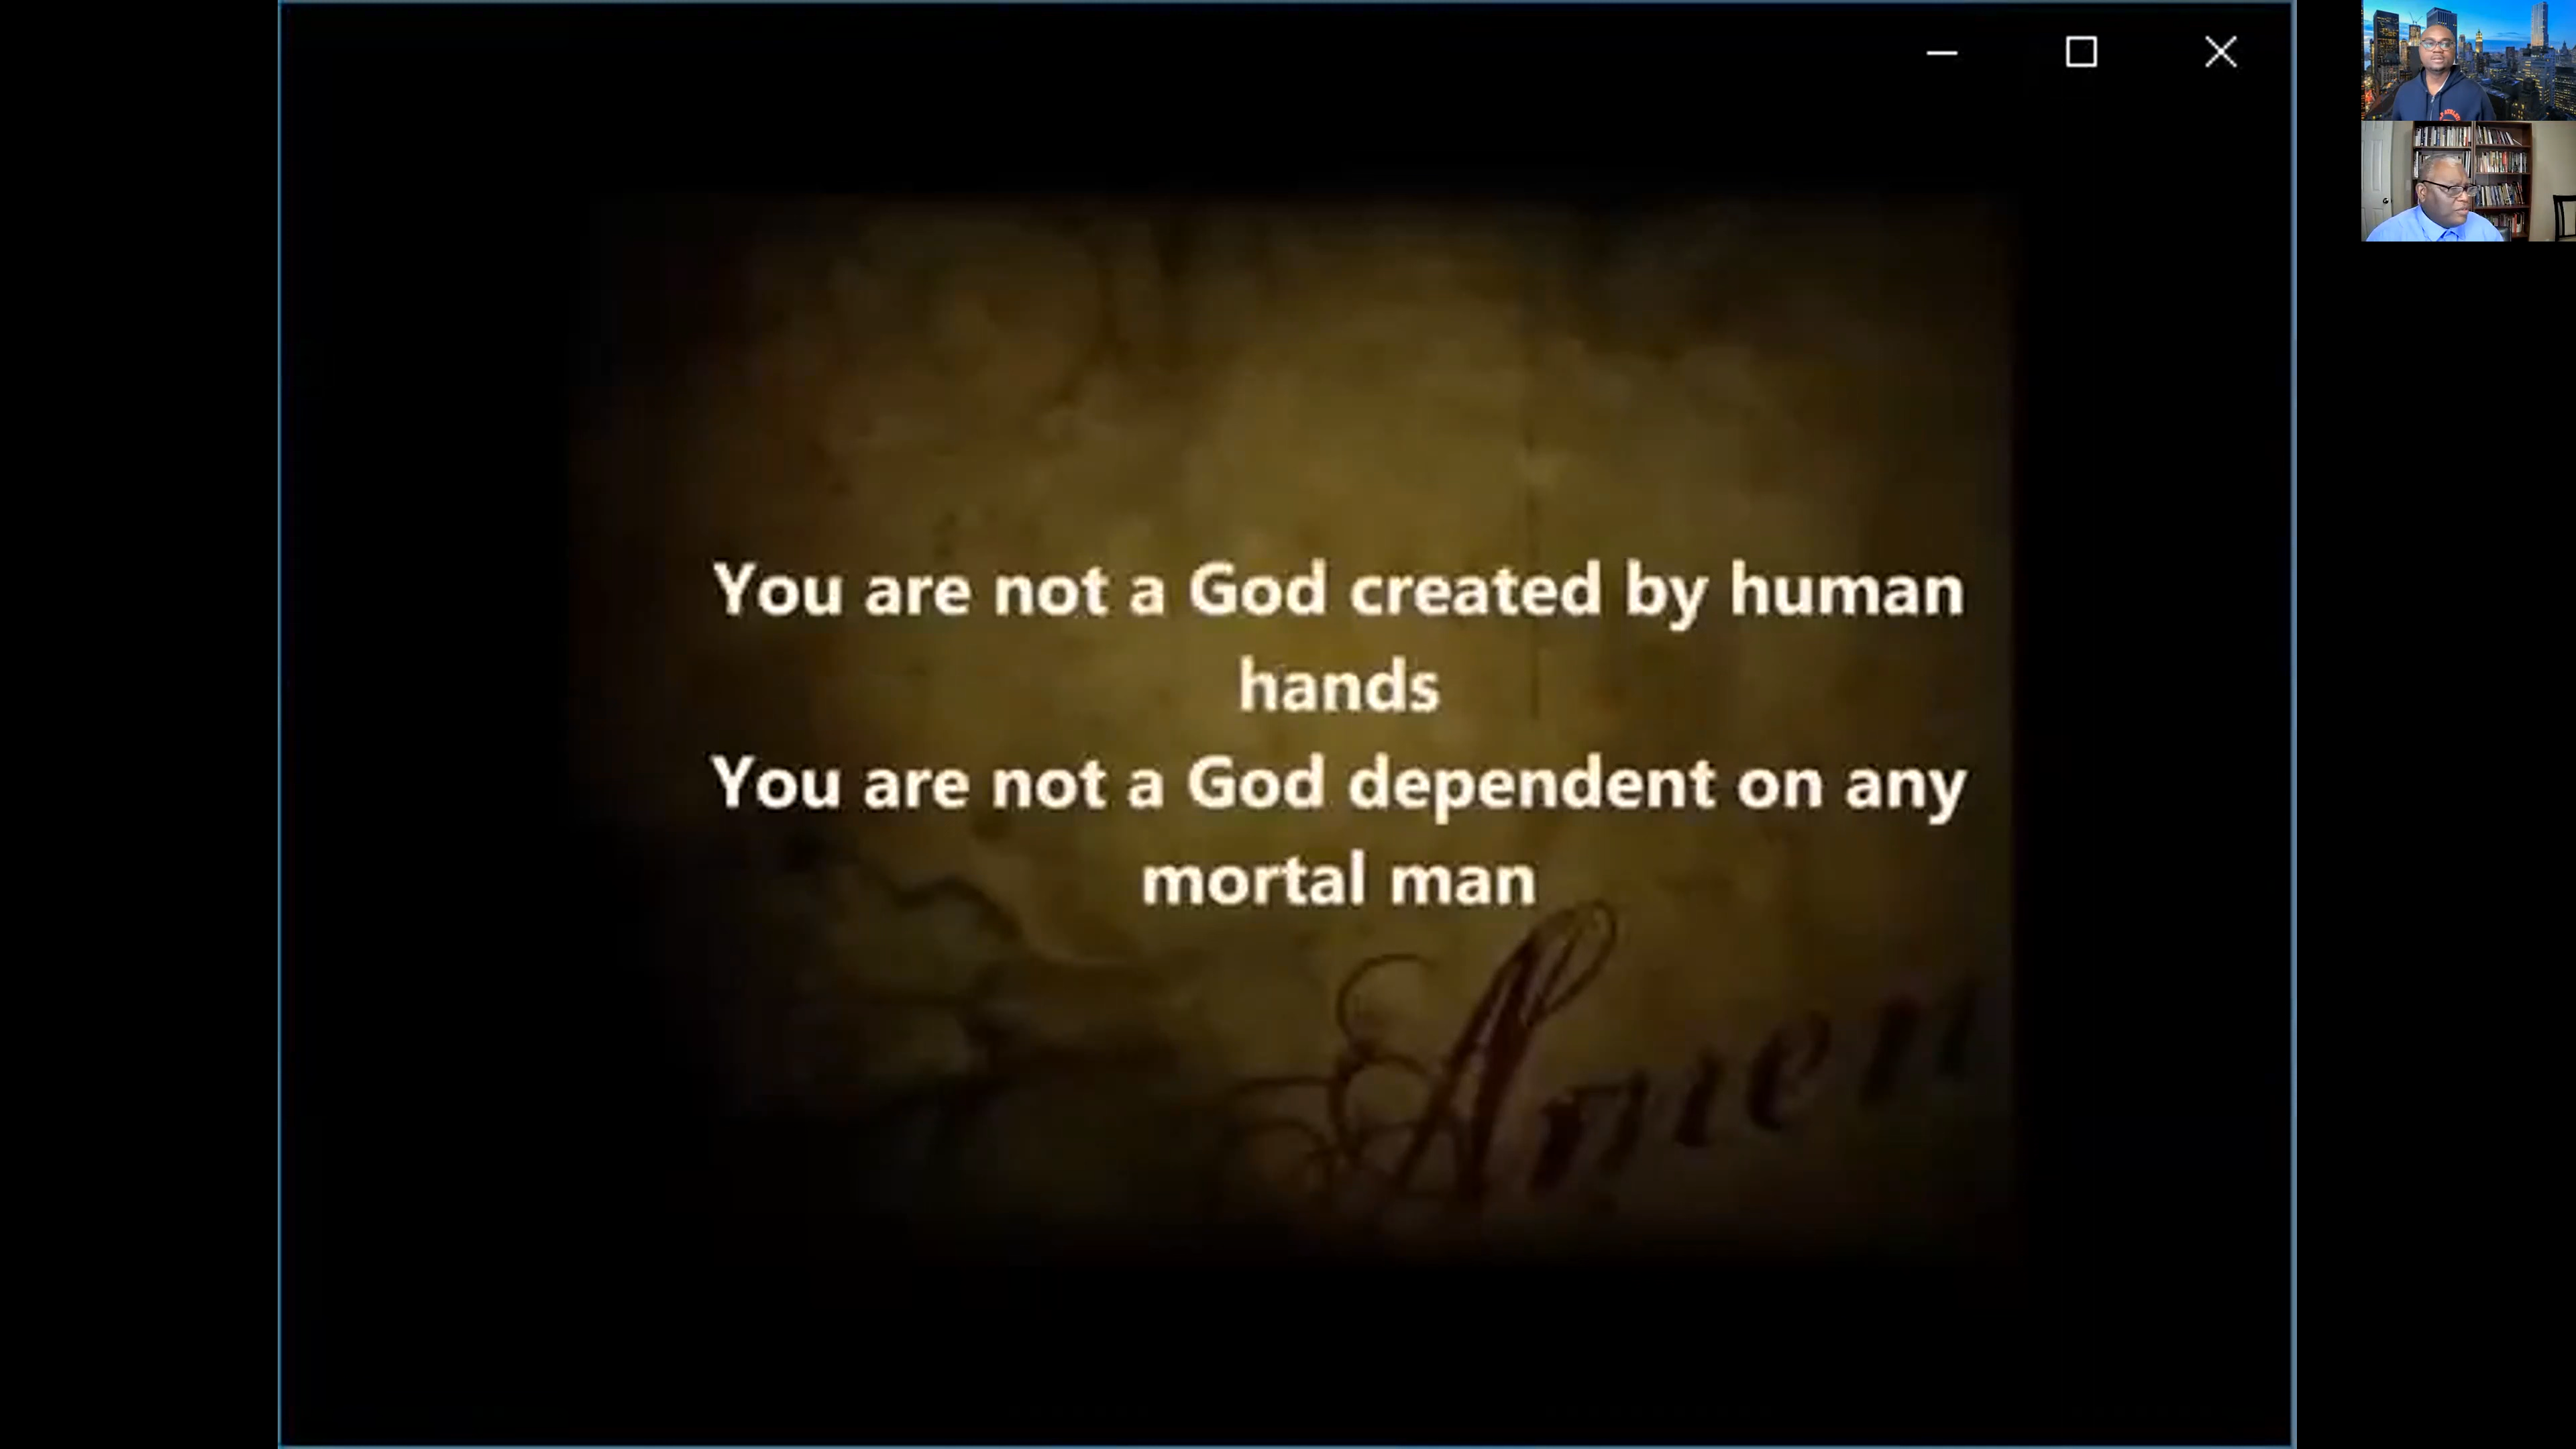 You are not a God created by human
hands
You are not a God dependent on any
mortal man
Amen